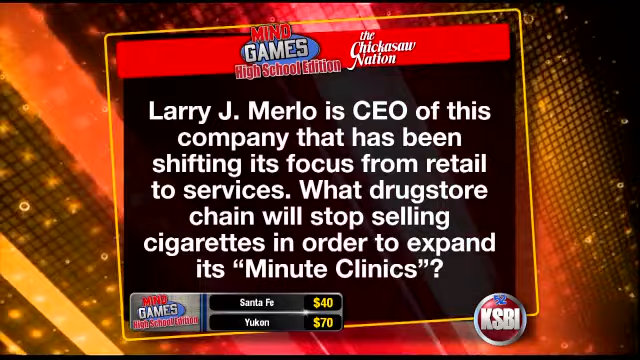 MIND
GAMES
High School Edition
the
Chickasaw
Nation
Larry J. Merlo is CEO of this
company that has been
shifting its focus from retail
to services. What drugstore
chain will stop selling
cigarettes in order to expand
its “Minute Clinics”?
MIND
GAMES
High School Edition
Santa Fe $40
Yukon $70
52
KSBI